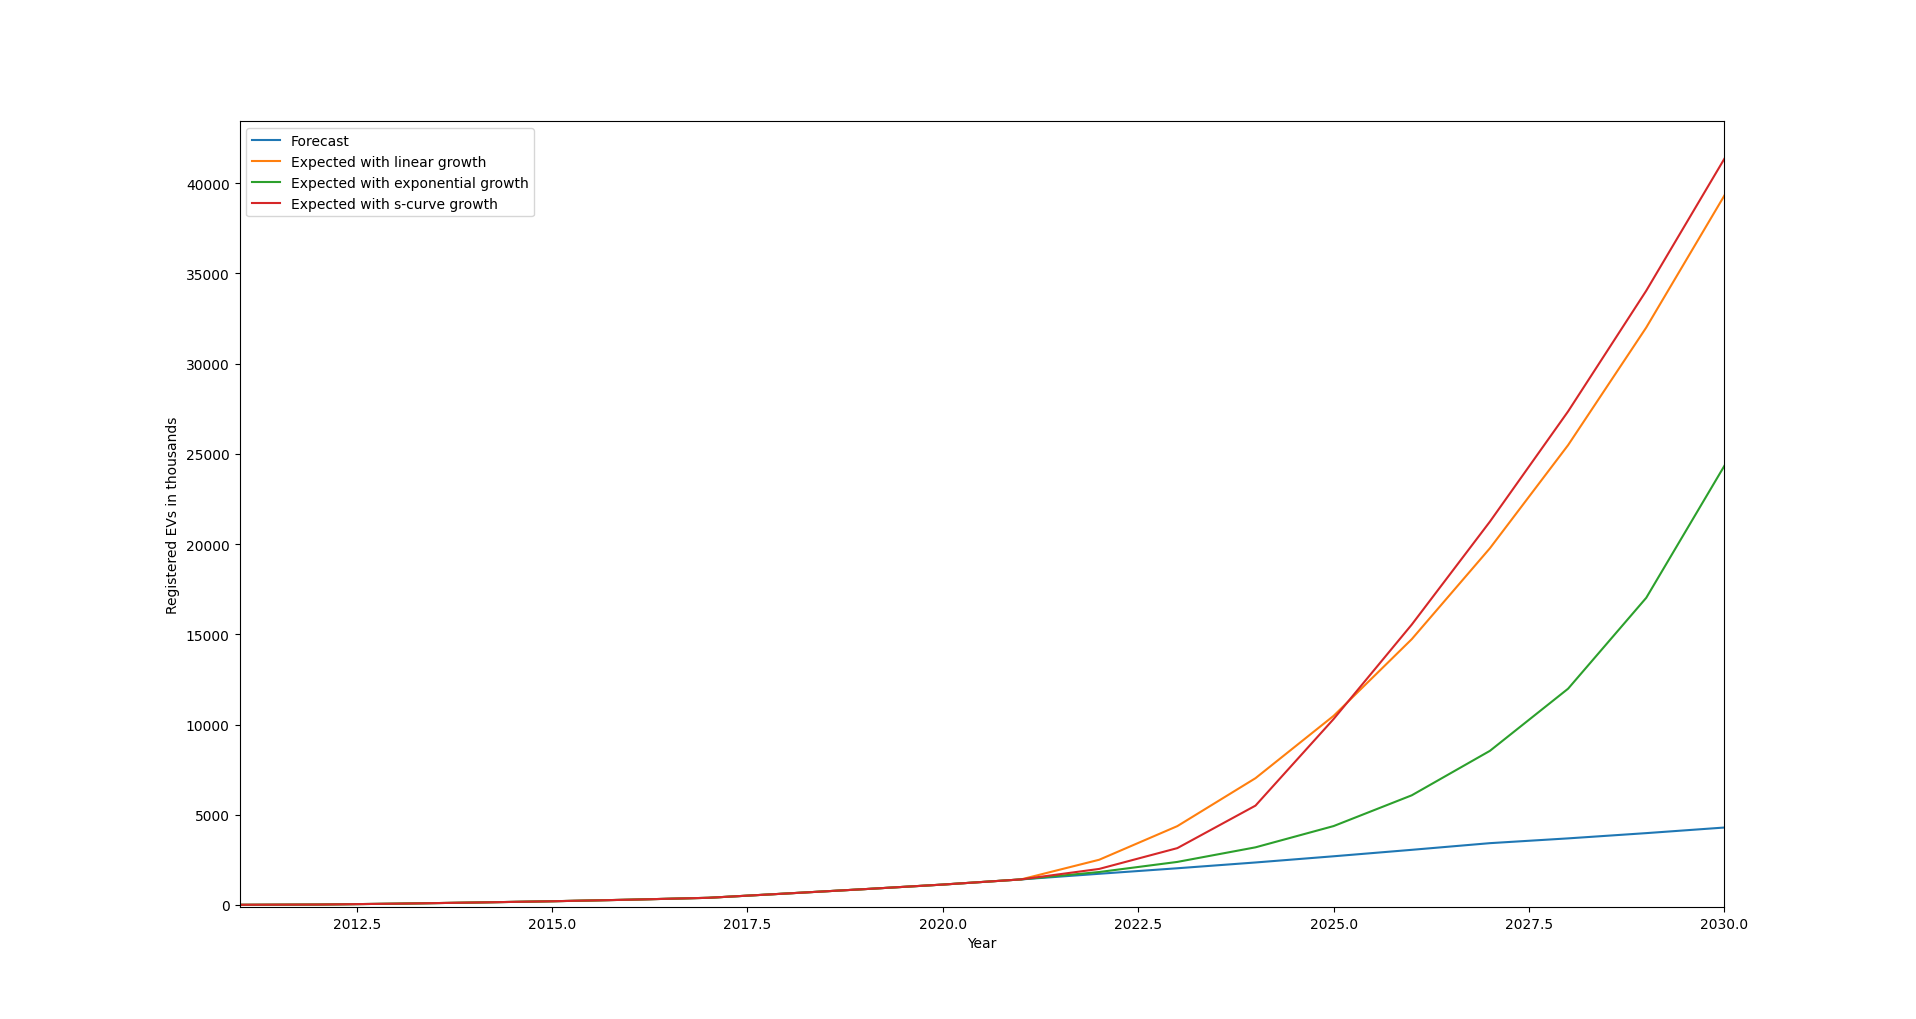 Forecast
Expected with linear growth
Expected with exponential growth
Expected with s-curve growth
40000
35000
30000
25000
20000
15000
10000
5000
0
Registered EVs in thousands
2012.5 2015.0 2017.5 2020.0 2022.5 2025.0 2027.5 2030.0
Year